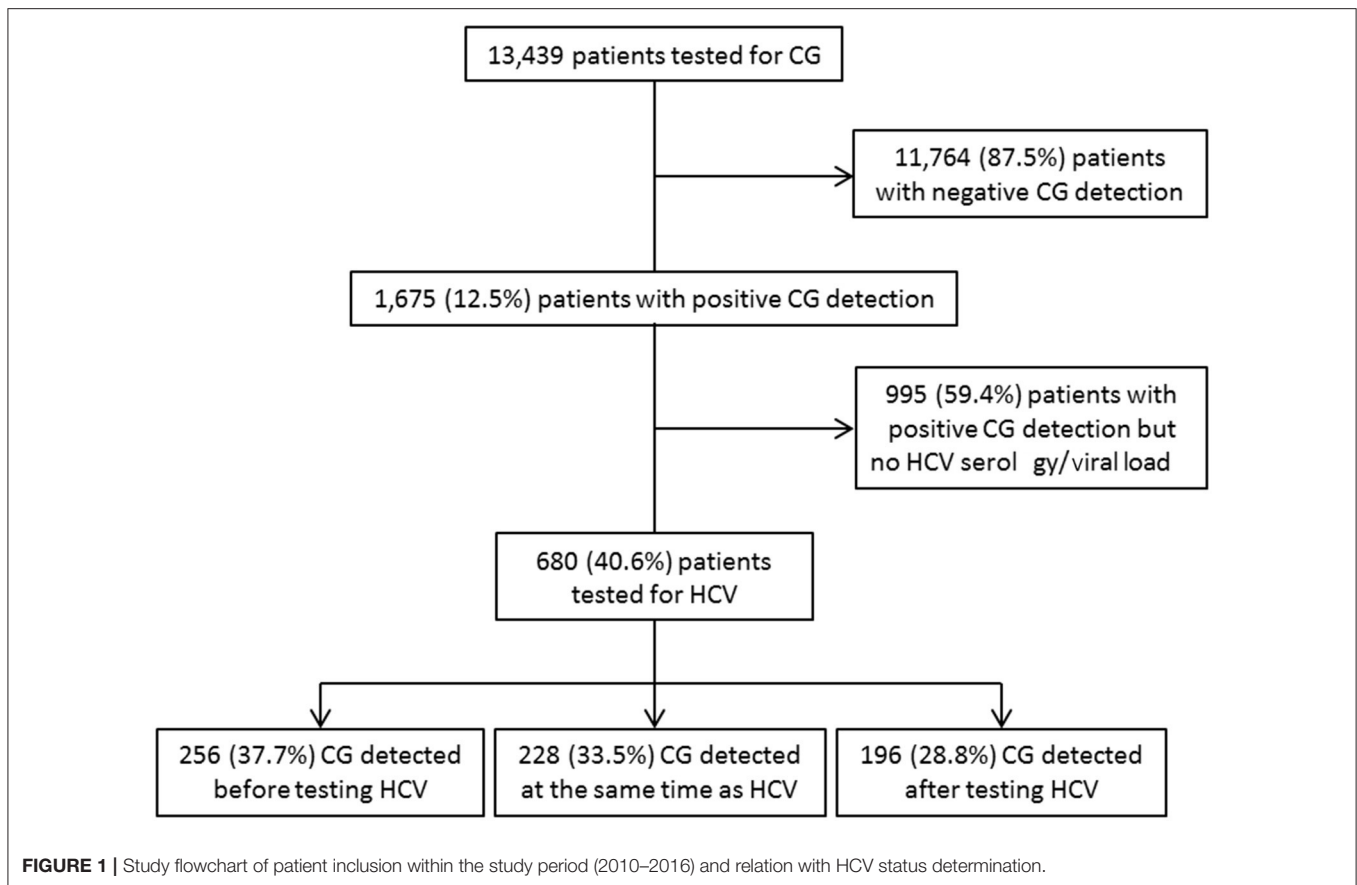 13,439 patients tested for CG
11,764 (87.5%) patients
with negative CG detection
1,675 (12.5%) patients with positive CG detection
995 (59.4%) patients with
positive CG detection but
no HCV serol gy/viral load
680 (40.6%) patients
tested for HCV
256 (37.7%) CG detected
before testing HCV
228 (33.5%) CG detected
at the same time as HCV
196 (28.8%) CG detected
after testing HCV
FIGURE 1 | Study flowchart of patient inclusion within the study period (2010–2016) and relation with HCV status determination.